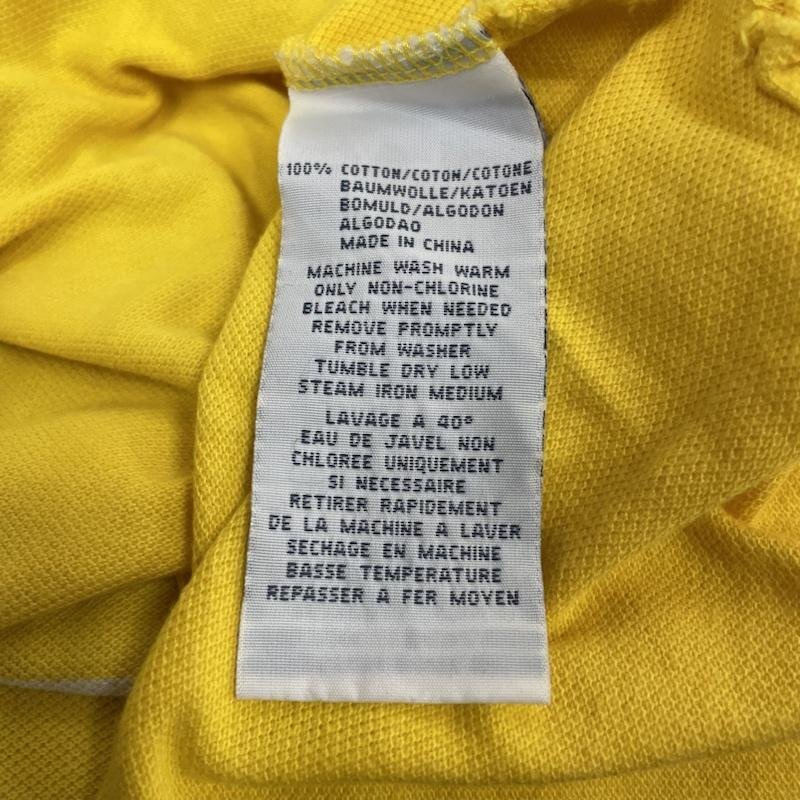 100% COTTON/COTON/COTONE
BAUMWOLLE/KATOEN
BOMULD/ALGODON
ALGODAO
MADE IN CHINA
MACHINE WASH WARM
ONLY NON-CHLORINE
BLEACH WHEN NEEDED
REMOVE PROMPTLY
FROM WASHER
TUMBLE DRY LOW
STEAM IRON MEDIUM
LAVAGE A 40°
EAU DE JAVEL NON
CHLOREE UNIQUEMENT
SI NECESSAIRE
RETIRER RAPIDEMENT
DE LA MACHINE A LAVER
SECHAGE EN MACHINE
BASSE TEMPERATURE
REPASSER A FER MOYEN